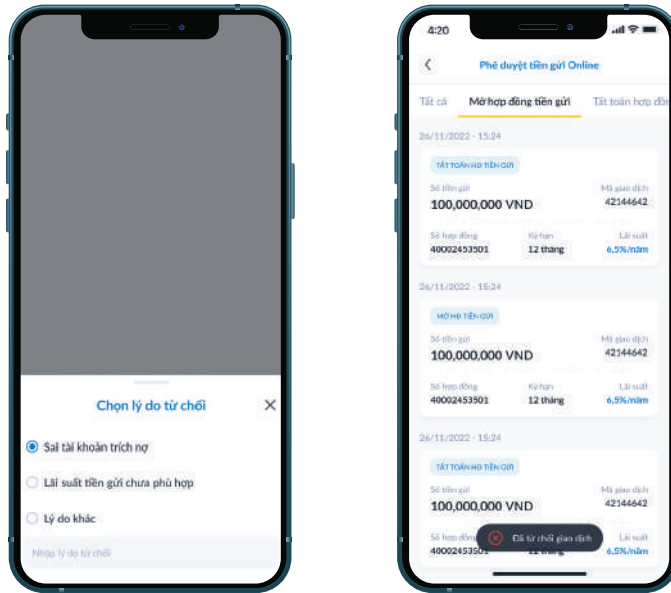 Chọn lý do từ chối
Sai tài khoản trích nợ
Lãi suất tiền gửi chưa phù hợp
Lý do khác
Nhập lý do từ chối
4:20
Phê duyệt tiền gửi Online
Tất cả Mở hợp đồng tiền gửi Tất toán hợp đồn
26/11/2022 - 15:24
TẤT TOÁN HĐ TIỀN GỬI
Số tiền gửi Mã giao dịch
100,000,000 VND 42144642
Số hợp đồng Kỳ hạn Lãi suất
40002453501 12 tháng 6,5%/năm
26/11/2022 - 15:24
MỞ HĐ TIỀN GỬI
Số tiền gửi Mã giao dịch
100,000,000 VND 42144642
Số hợp đồng Kỳ hạn Lãi suất
40002453501 12 tháng 6,5%/năm
26/11/2022 - 15:24
TẤT TOÁN HĐ TIỀN GỬI
Số tiền gửi Mã giao dịch
100,000,000 VND 42144642
Số hợp đồng Lãi suất
Đã từ chối giao dịch
40002453501 12 tháng 6,5%/năm